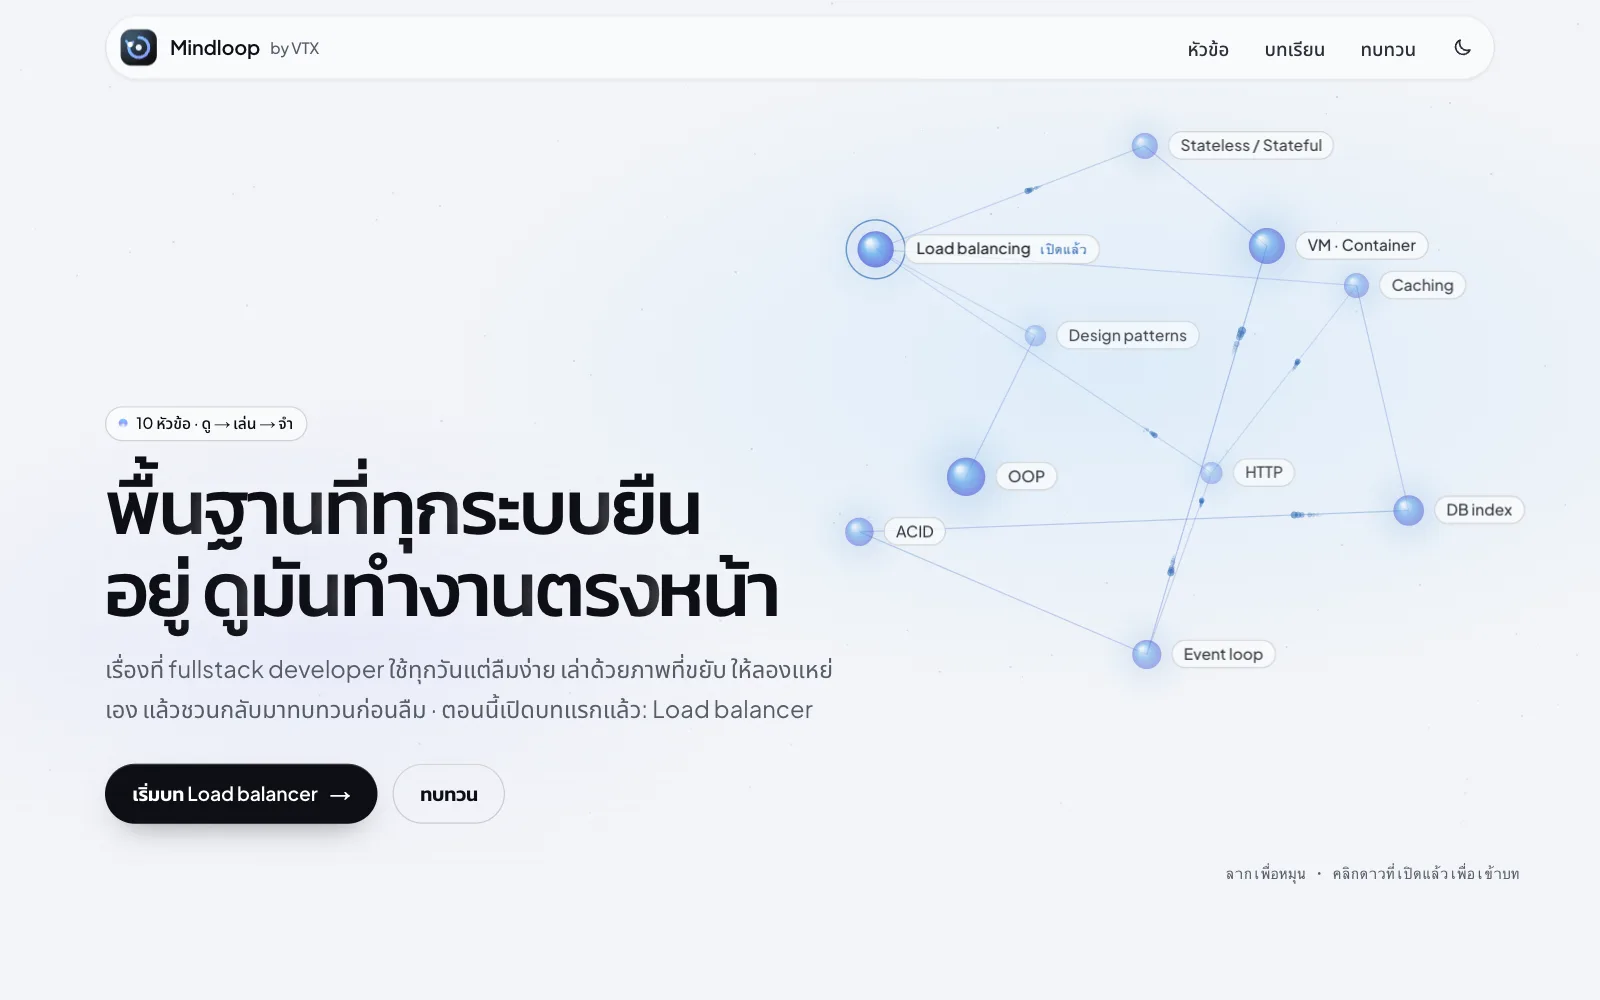 Mindloop by VTX
หัวข้อ
บทเรียน
ทบทวน
Stateless / Stateful
Load balancing เปิดแล้ว
VM · Container
Caching
Design patterns
OOP
HTTP
DB index
ACID
Event loop
10 หัวข้อ · ดู → เล่น → จำ
พื้นฐานที่ทุกระบบยืน
อยู่ ดูมันทำงานตรงหน้า
เรื่องที่ fullstack developer ใช้ทุกวันแต่ลืมง่าย เล่าด้วยภาพที่ขยับ ให้ลองแหย่
เอง แล้วชวนกลับมาทบทวนก่อนลืม · ตอนนี้เปิดบทแรกแล้ว: Load balancer
เริ่มบท Load balancer →
ทบทวน
ลากเพื่อหมุน · คลิกดาวที่เปิดแล้วเพื่อเข้าบท